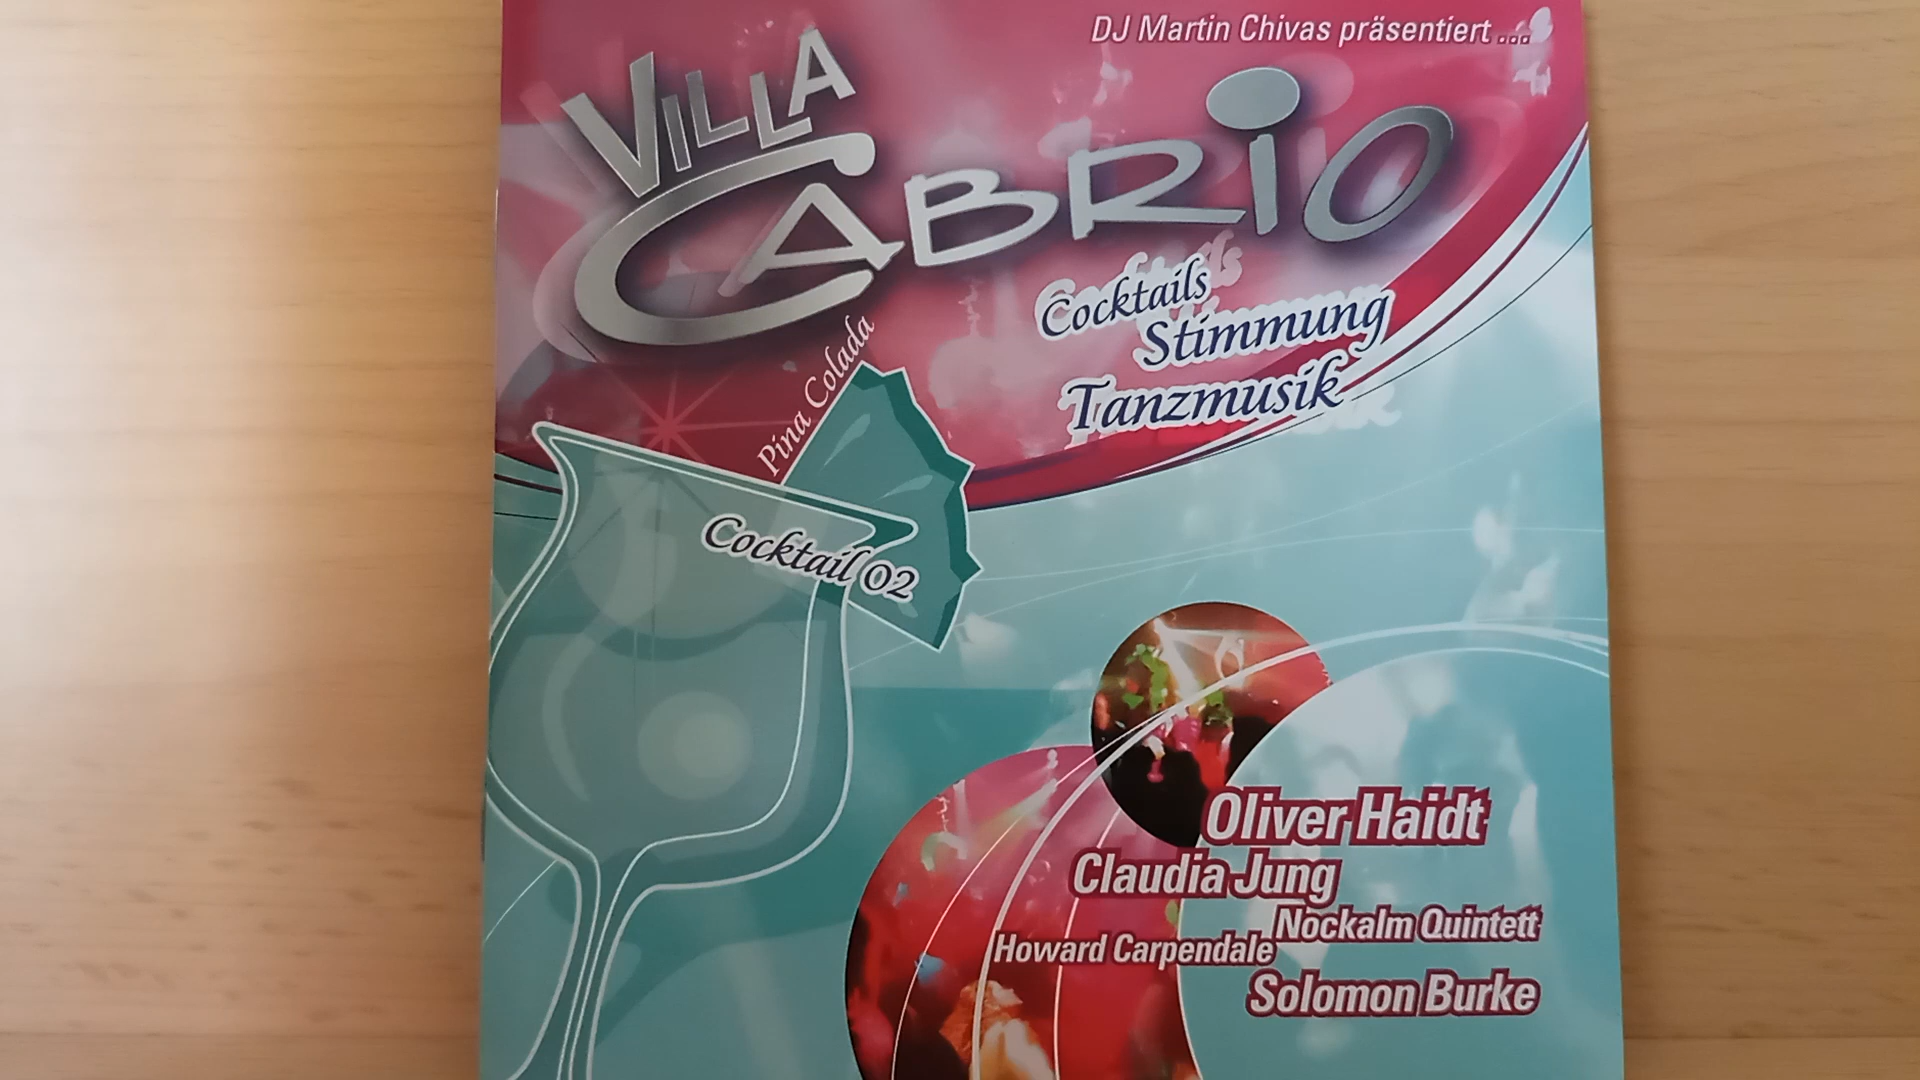 DJ Martin Chivas präsentiert ...
VILLA
CABRIO
Cocktails
Stimmung
Tanzmusik
Pina Colada
Cocktail 02
Oliver Haidt
Claudia Jung
Nockalm Quintett
Howard Carpendale
Solomon Burke